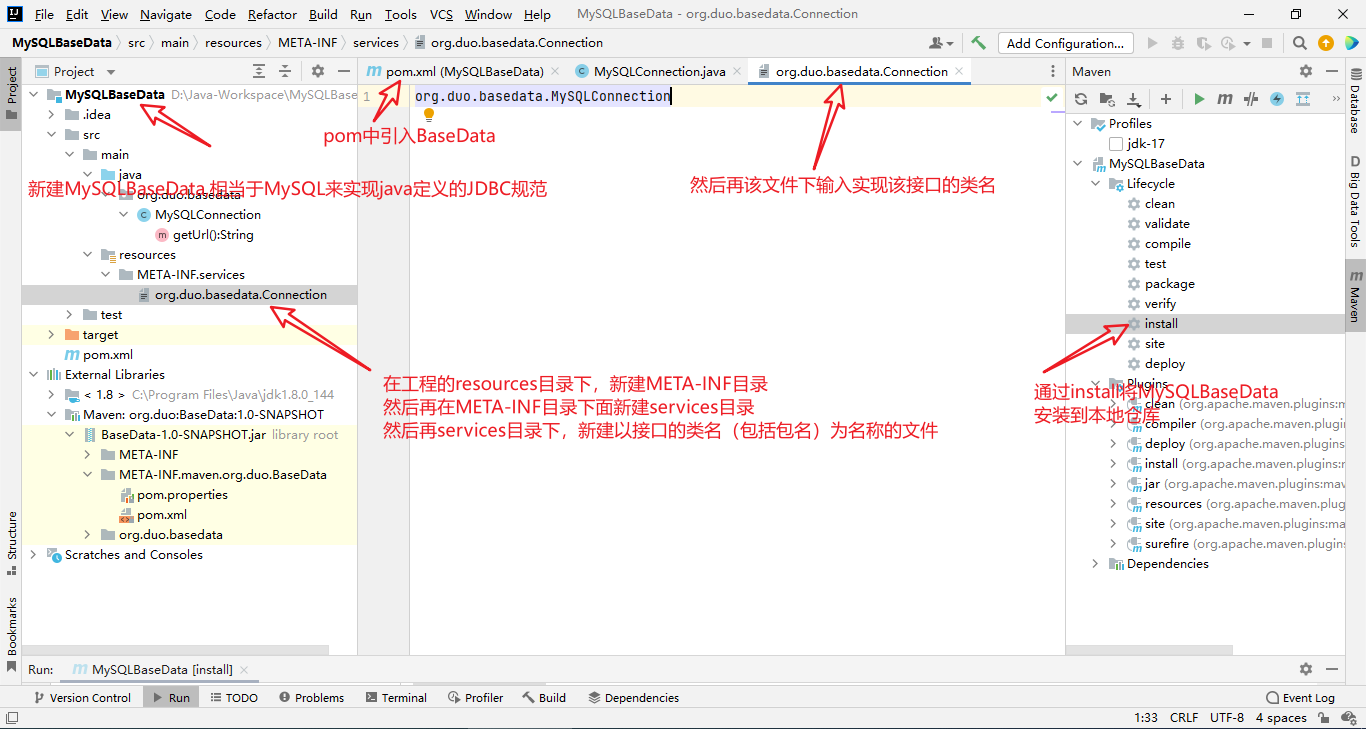 File Edit View Navigate Code Refactor Build Run Tools VCS Window Help MySQLBaseData - org.duo.basedata.Connection
MySQLBaseData src main resources META-INF services org.duo.basedata.Connection
Add Configuration...
Project
pom.xml (MySQLBaseData)
MySQLConnection.java
org.duo.basedata.Connection
Maven
Project
Structure
Bookmarks
MySQLBaseData D:\Java-Workspace\MySQLBase
.idea
src
main
java
org.duo.basedata
MySQLConnection
getUrl():String
resources
META-INF.services
org.duo.basedata.Connection
test
target
pom.xml
External Libraries
< 1.8 > C:\Program Files\Java\jdk1.8.0_144
Maven: org.duo:BaseData:1.0-SNAPSHOT
BaseData-1.0-SNAPSHOT.jar library root
META-INF
META-INF.maven.org.duo.BaseData
pom.properties
pom.xml
org.duo.basedata
Scratches and Consoles
新建MySQLBaseData 相当于MySQL来实现java定义的JDBC规范
1 org.duo.basedata.MySQLConnection
pom中引入BaseData
然后再该文件下输入实现该接口的类名
在工程的resources目录下，新建META-INF目录
然后再在META-INF目录下面新建services目录
然后再services目录下，新建以接口的类名（包括包名）为名称的文件
Profiles
jdk-17
MySQLBaseData
Lifecycle
clean
validate
compile
test
package
verify
install
site
deploy
Plugins
clean (org.apache.maven.plugins:m
compiler (org.apache.maven.plugi
deploy (org.apache.maven.plugins:
install (org.apache.maven.plugins:n
jar (org.apache.maven.plugins:mav
resources (org.apache.maven.plug
site (org.apache.maven.plugins:ma
surefire (org.apache.maven.plugins
Dependencies
通过install将MySQLBaseData
安装到本地仓库
Database
D Big Data Tools
m Maven
Run: MySQLBaseData [install]
Version Control Run TODO Problems Terminal Profiler Build Dependencies Event Log
1:33 CRLF UTF-8 4 spaces